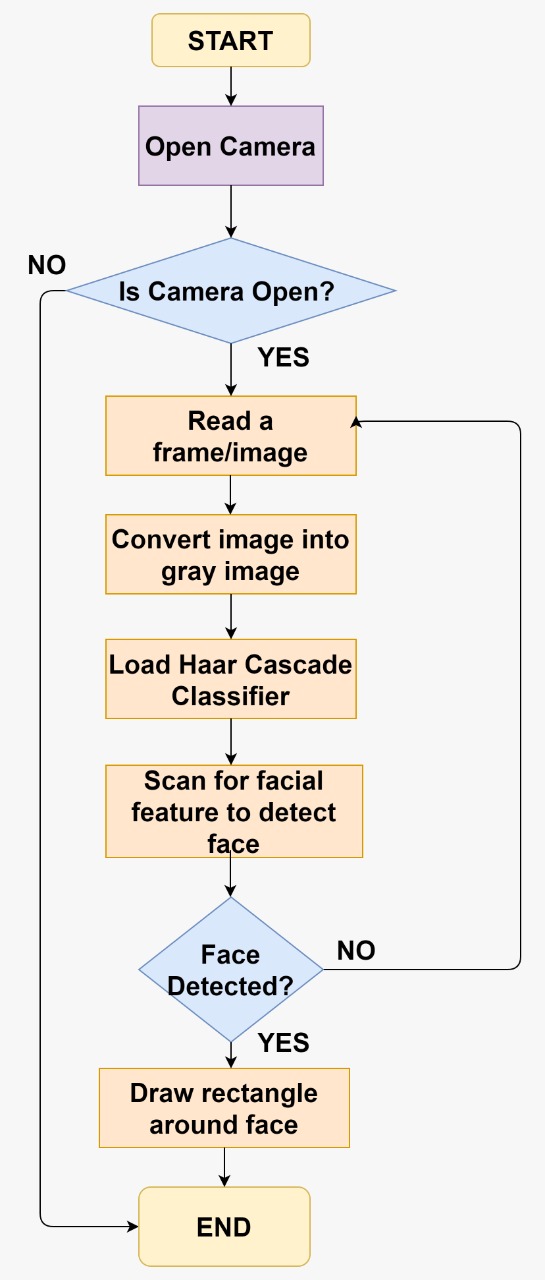 START
Open Camera
NO
Is Camera Open?
YES
Read a
frame/image
Convert image into
gray image
Load Haar Cascade
Classifier
Scan for facial
feature to detect
face
Face
Detected?
NO
YES
Draw rectangle
around face
END